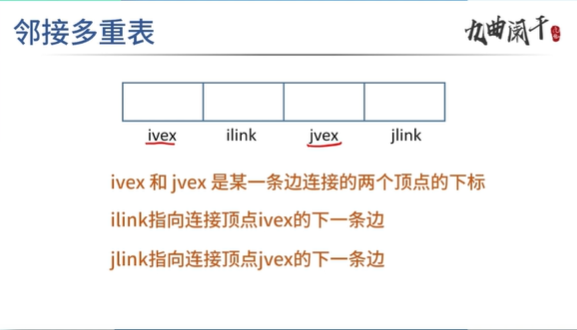 邻接多重表
九曲阑干
ivex ilink jvex jlink
ivex 和 jvex 是某一条边连接的两个顶点的下标
ilink指向连接顶点ivex的下一条边
jlink指向连接顶点jvex的下一条边